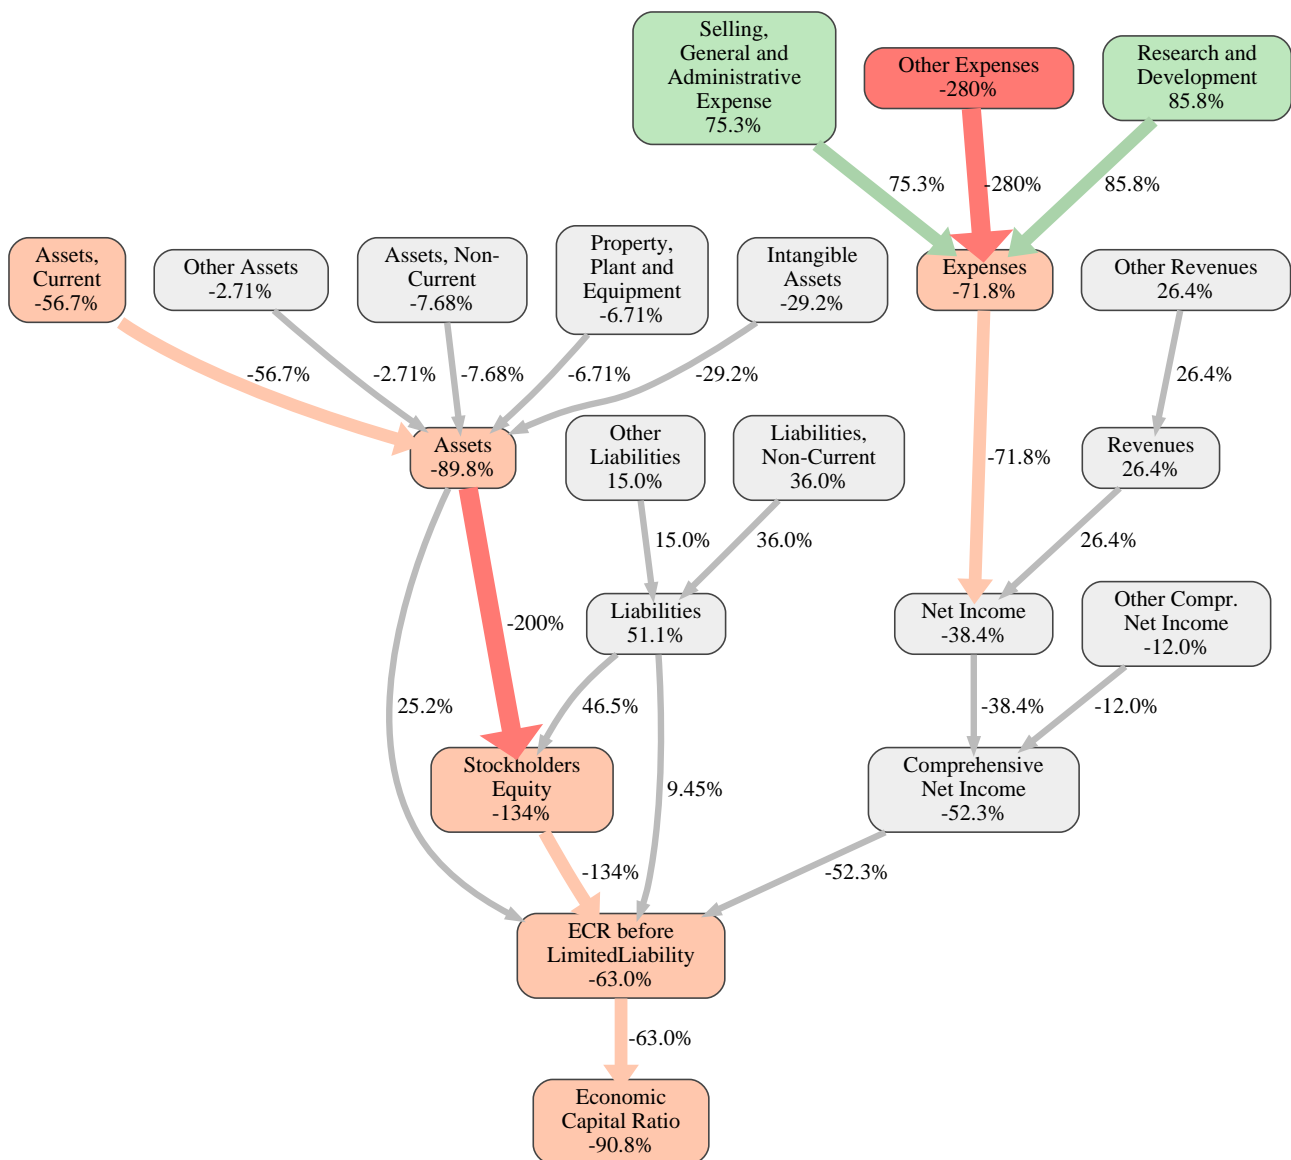 Selling,
General and
Administrative
Expense
75.3%
Other Expenses
-280%
Research and
Development
85.8%
75.3%
-280%
85.8%
Assets,
Current
-56.7%
Other Assets
-2.71%
Assets, Non-
Current
-7.68%
Property,
Plant and
Equipment
-6.71%
Intangible
Assets
-29.2%
Expenses
-71.8%
Other Revenues
26.4%
-56.7%
-2.71%
-7.68%
-6.71%
-29.2%
26.4%
Assets
-89.8%
Other
Liabilities
15.0%
Liabilities,
Non-Current
36.0%
-71.8%
Revenues
26.4%
15.0%
36.0%
26.4%
-200%
Liabilities
51.1%
Net Income
-38.4%
Other Compr.
Net Income
-12.0%
25.2%
46.5%
-38.4%
-12.0%
Stockholders
Equity
-134%
9.45%
Comprehensive
Net Income
-52.3%
-134%
-52.3%
ECR before
LimitedLiability
-63.0%
-63.0%
Economic
Capital Ratio
-90.8%